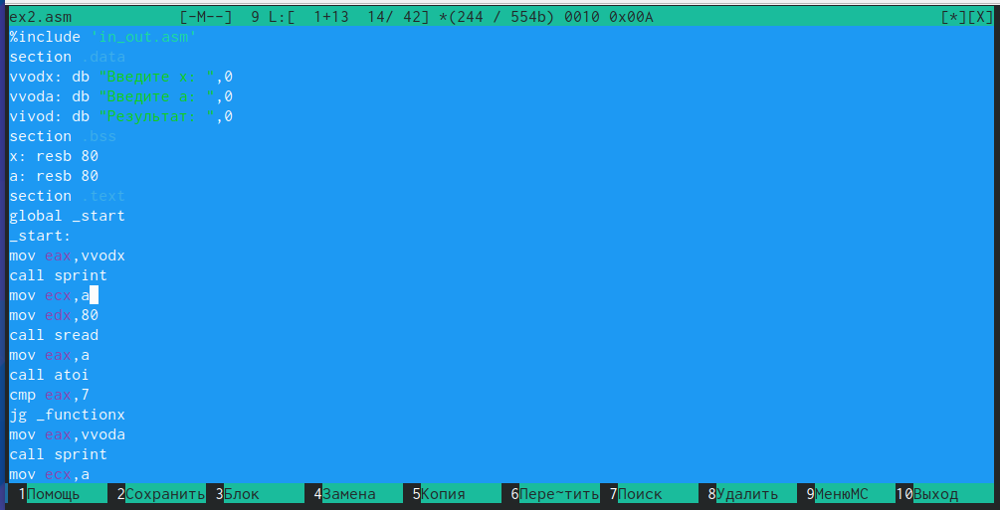 ex2.asm [-M--] 9 L:[ 1+13 14/ 42] *(244 / 554b) 0010 0x00A [*][X]
%include 'in_out.asm'
section .data
vvodx: db "Введите x: ",0
vvoda: db "Введите a: ",0
vivod: db "Результат: ",0
section .bss
x: resb 80
a: resb 80
section .text
global _start
_start:
mov eax,vvodx
call sprint
mov ecx,a
mov edx,80
call sread
mov eax,a
call atoi
cmp eax,7
jg _functionx
mov eax,vvoda
call sprint
mov ecx,a
1Помощь 2Сохранить 3Блок 4Замена 5Копия 6Пере~тить 7Поиск 8Удалить 9МенюМС 10Выход